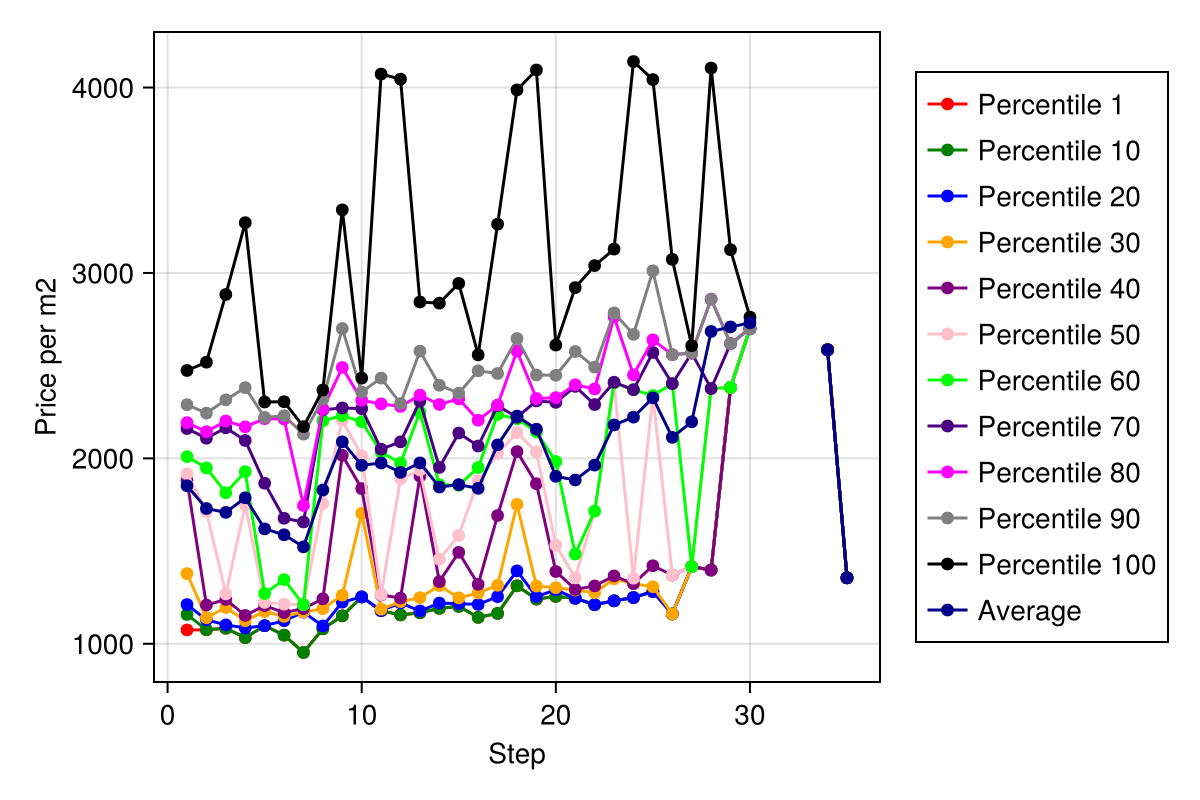 4000
3000
2000
1000
Price per m2
0
10
20
30
Step
Percentile 1
Percentile 10
Percentile 20
Percentile 30
Percentile 40
Percentile 50
Percentile 60
Percentile 70
Percentile 80
Percentile 90
Percentile 100
Average